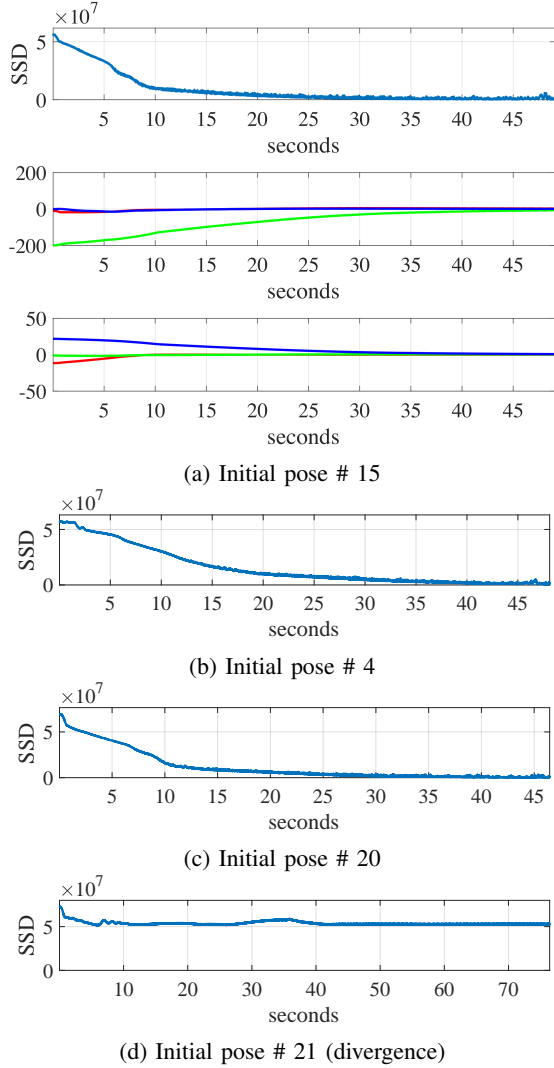 ×10⁷
SSD
5
0
5 10 15 20 25 30 35 40 45
seconds
200
0
-200
5 10 15 20 25 30 35 40 45
seconds
50
0
-50
5 10 15 20 25 30 35 40 45
seconds
(a) Initial pose # 15
×10⁷
SSD
5
0
5 10 15 20 25 30 35 40 45
seconds
(b) Initial pose # 4
×10⁷
SSD
5
0
5 10 15 20 25 30 35 40 45
seconds
(c) Initial pose # 20
×10⁷
SSD
5
0
10 20 30 40 50 60 70
seconds
(d) Initial pose # 21 (divergence)